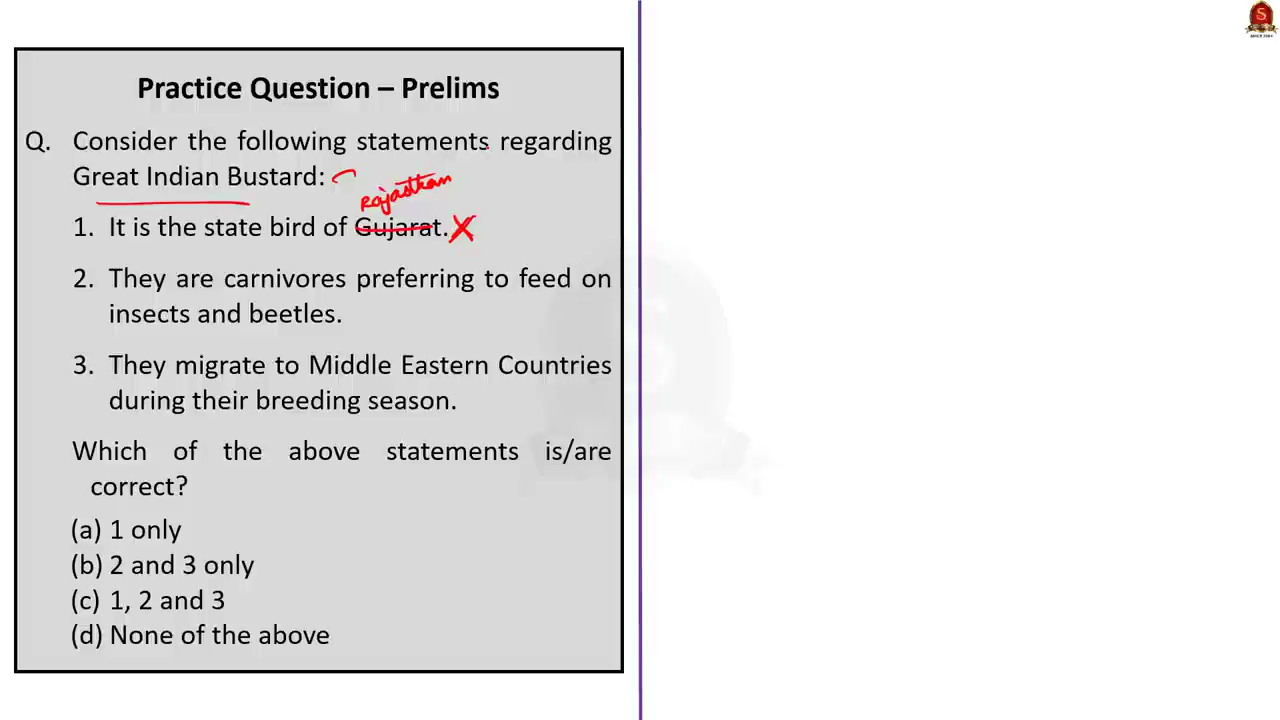 Practice Question – Prelims
Q. Consider the following statements regarding
Great Indian Bustard:
Rajasthan
1. It is the state bird of Gujarat.
2. They are carnivores preferring to feed on
insects and beetles.
3. They migrate to Middle Eastern Countries
during their breeding season.
Which of the above statements is/are
correct?
(a) 1 only
(b) 2 and 3 only
(c) 1, 2 and 3
(d) None of the above
S